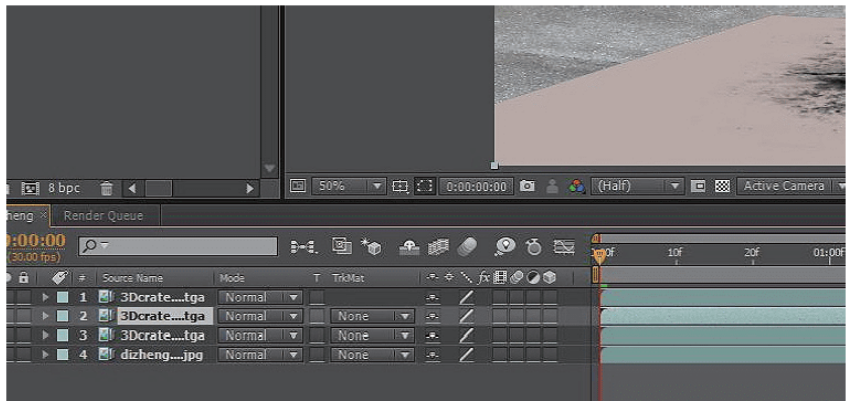 8 bpc
50% 0:00:00:00 (Half) Active Camera
heng × Render Queue
0:00:00
(30.00 fps)
00f 10f 20f 01:00f
# Source Name Mode T TrkMat fx
1 3Dcrate....tga Normal
2 3Dcrate....tga Normal None
3 3Dcrate....tga Normal None
4 dizheng....jpg Normal None